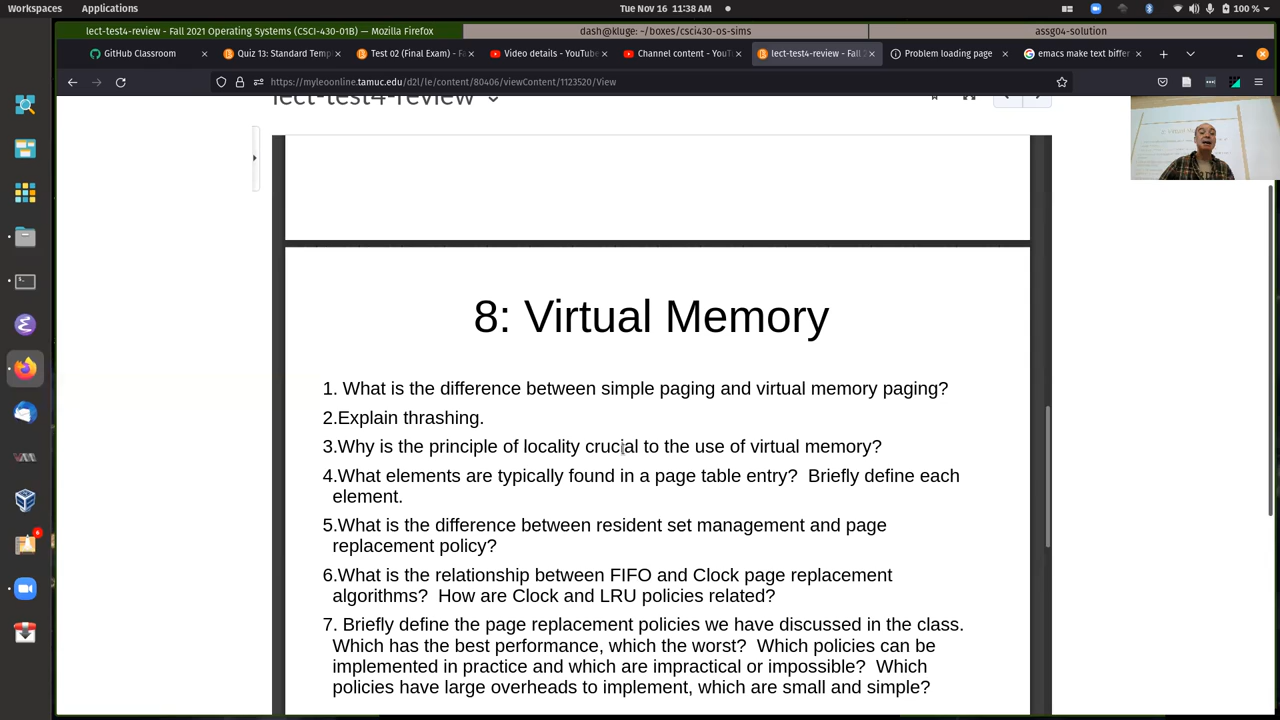 Workspaces Applications Tue Nov 16 11:38 AM 100 %
lect-test4-review - Fall 2021 Operating Systems (CSCI-430-01B) — Mozilla Firefox dash@kluge: ~/boxes/csci430-os-sims assg04-solution
GitHub Classroom Quiz 13: Standard Temp Test 02 (Final Exam) - Fa Video details - YouTube Channel content - YouT lect-test4-review - Fall 2 Problem loading page emacs make text differ
https://myleoonline.tamuc.edu/d2l/le/content/80406/viewContent/1123520/View
lect-test4-review
8: Virtual Memory
1. What is the difference between simple paging and virtual memory paging?
2.Explain thrashing.
3.Why is the principle of locality crucial to the use of virtual memory?
4.What elements are typically found in a page table entry? Briefly define each
element.
5.What is the difference between resident set management and page
replacement policy?
6.What is the relationship between FIFO and Clock page replacement
algorithms? How are Clock and LRU policies related?
7. Briefly define the page replacement policies we have discussed in the class.
Which has the best performance, which the worst? Which policies can be
implemented in practice and which are impractical or impossible? Which
policies have large overheads to implement, which are small and simple?